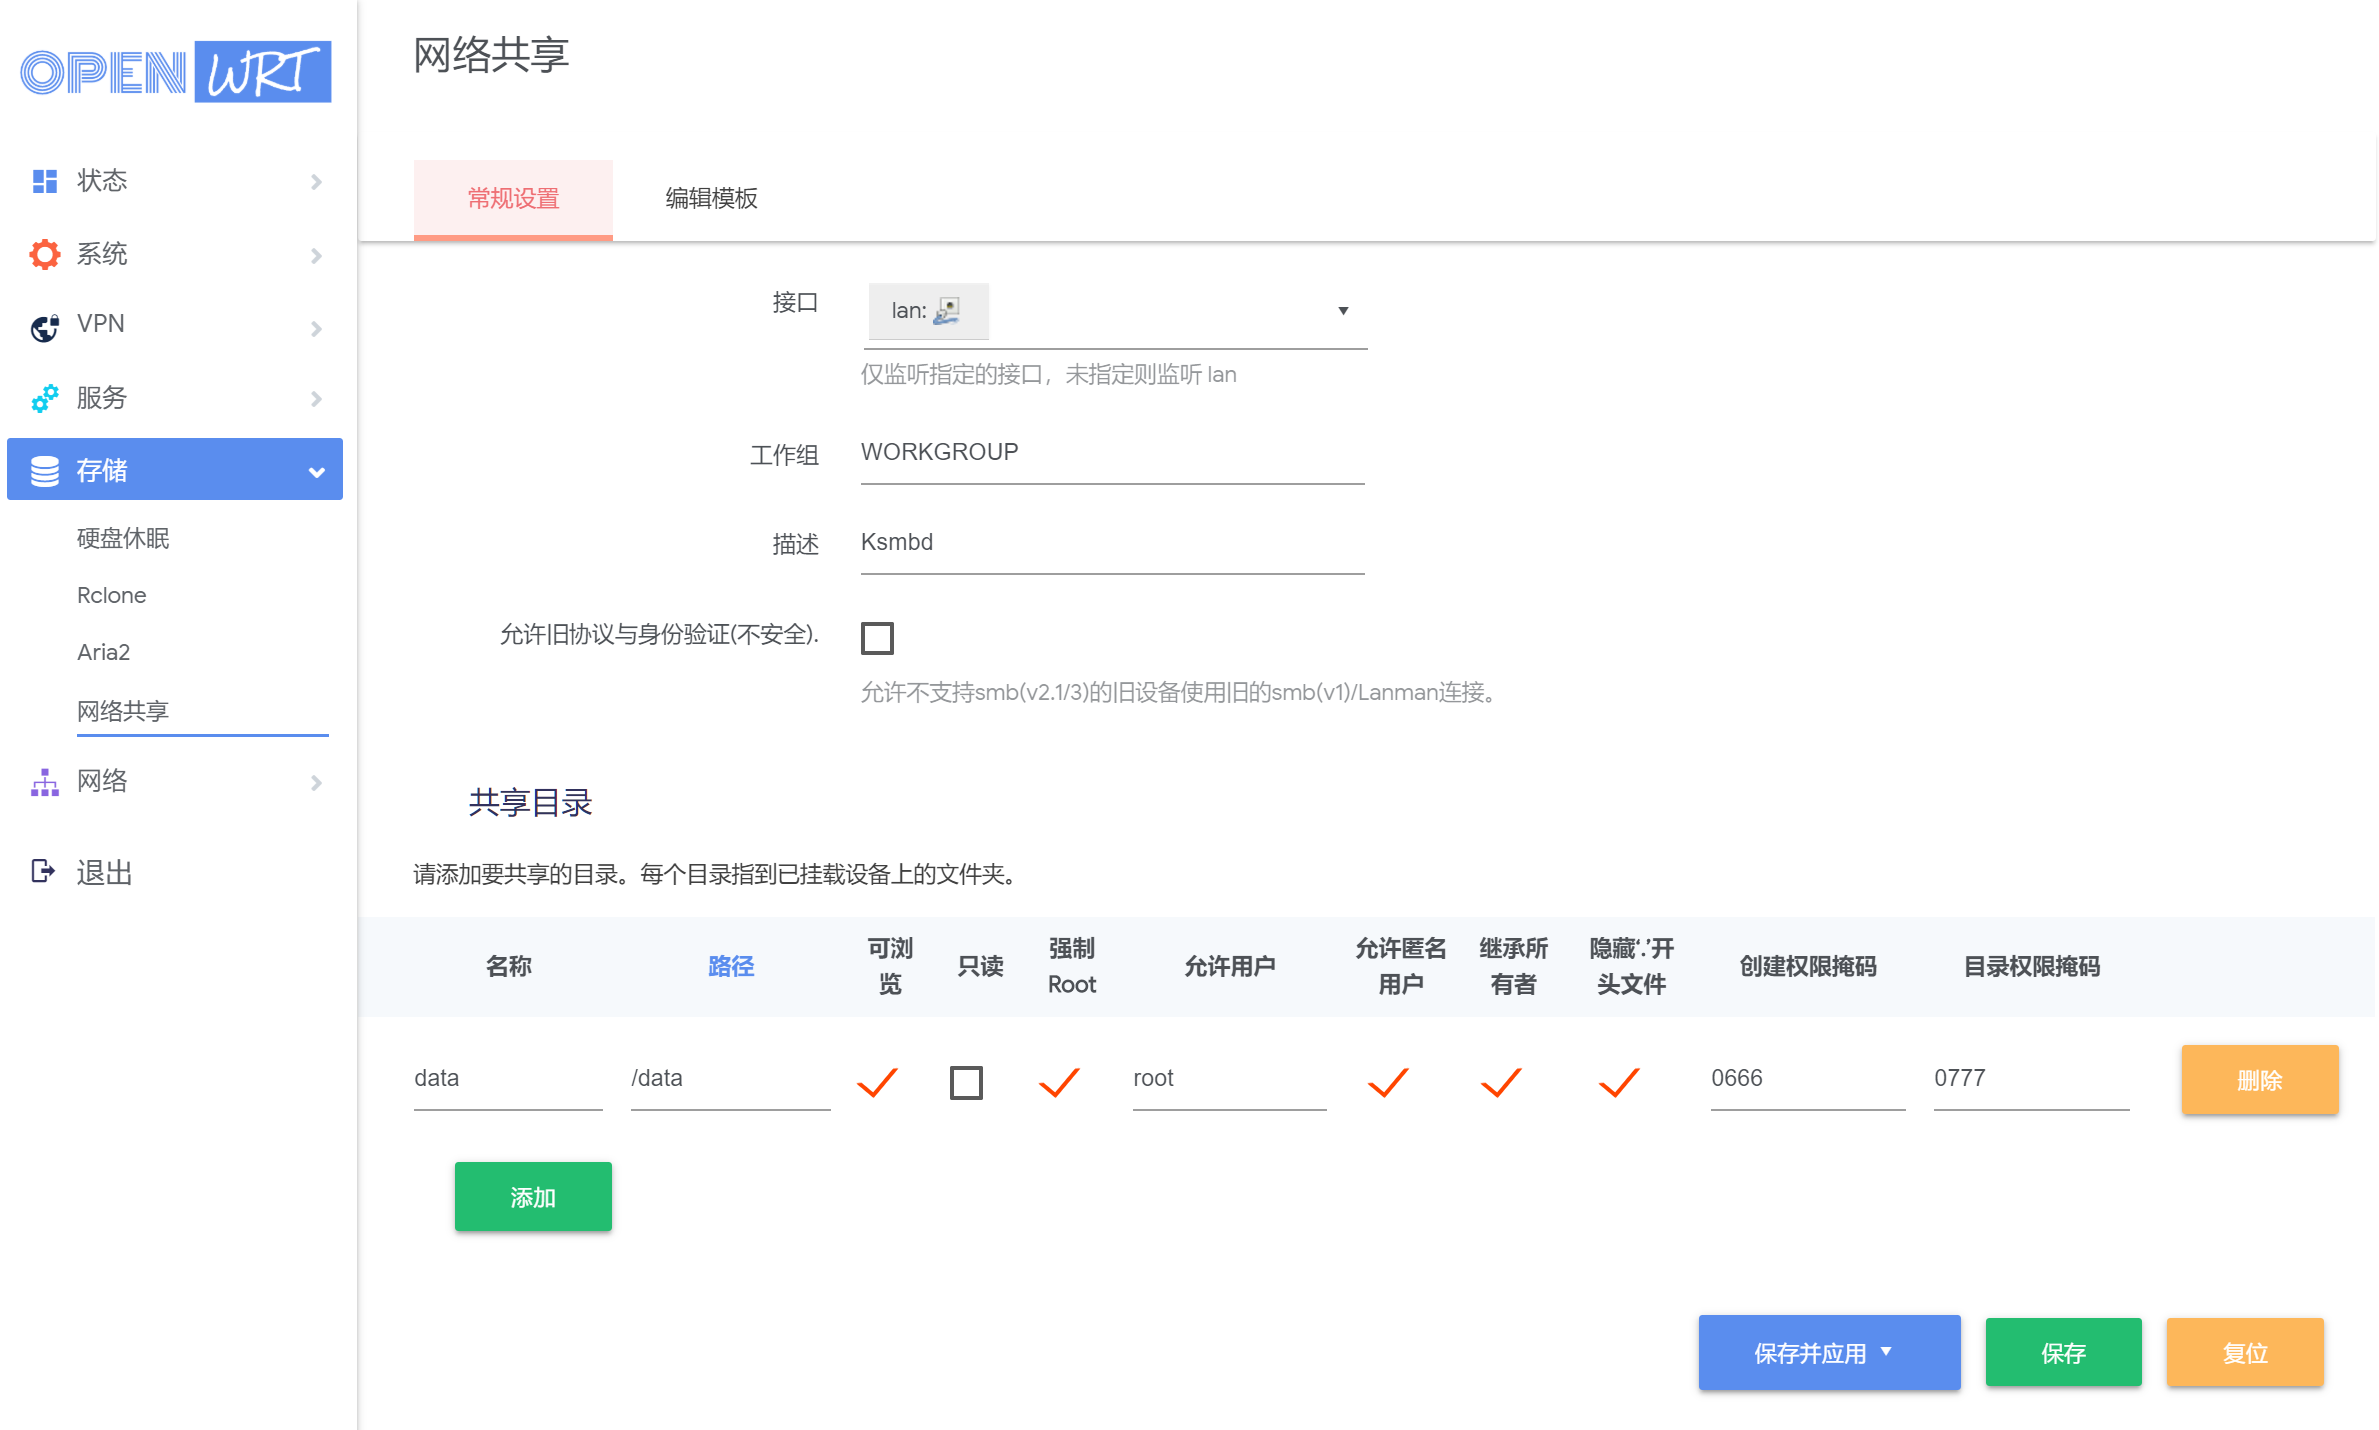 OPENWRT
状态
系统
VPN
服务
存储
硬盘休眠
Rclone
Aria2
网络共享
网络
退出
网络共享
常规设置 编辑模板
接口 lan:
仅监听指定的接口，未指定则监听 lan
工作组 WORKGROUP
描述 Ksmbd
允许旧协议与身份验证(不安全).
允许不支持smb(v2.1/3)的旧设备使用旧的smb(v1)/Lanman连接。
共享目录
请添加要共享的目录。每个目录指到已挂载设备上的文件夹。
名称 路径 可浏览 只读 强制Root 允许用户 允许匿名用户 继承所有者 隐藏‘.’开头文件 创建权限掩码 目录权限掩码
data /data root 0666 0777 删除
添加
保存并应用 保存 复位